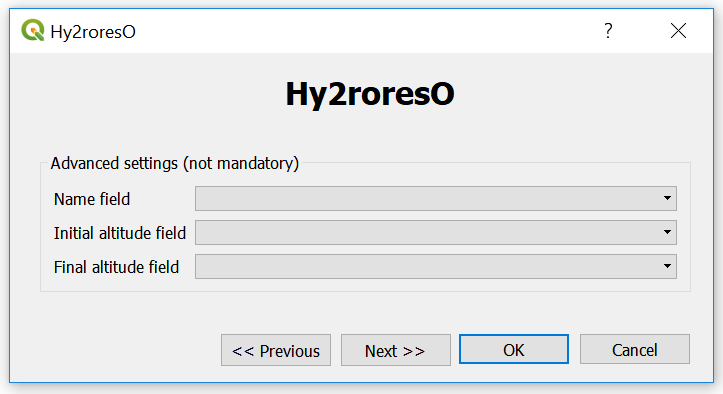 Hy2roresO
?
Hy2roresO
Advanced settings (not mandatory)
Name field
Initial altitude field
Final altitude field
<< Previous
Next >>
OK
Cancel